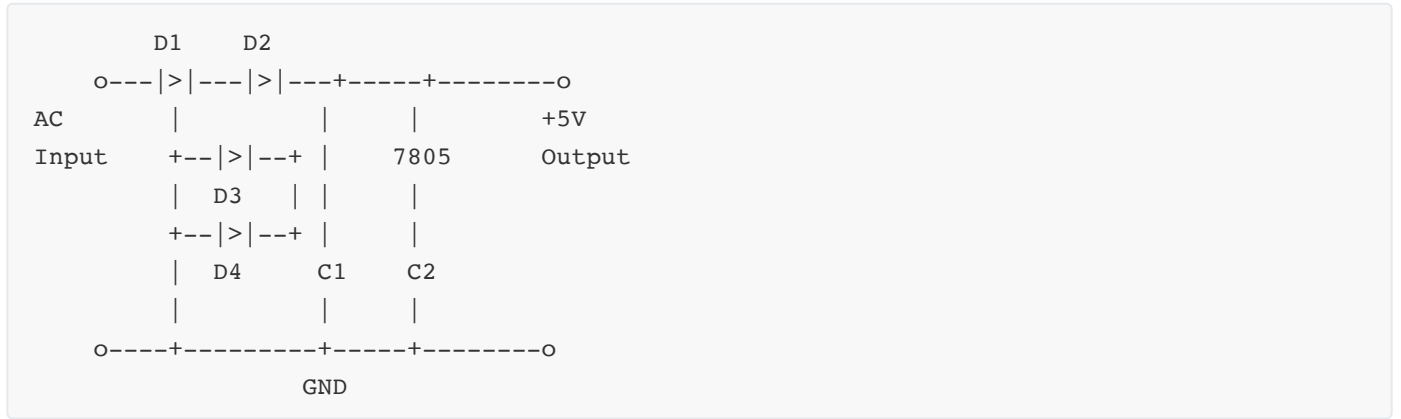 D1    D2
    o---|>|---|>|---+-----+--------o
AC       |         |     |        +5V
Input    +--|>|--+ |    7805      Output
         |  D3   | |     |
         +--|>|--+ |     |
         |  D4    C1    C2
         |         |     |
    o----+---------+-----+--------o
                  GND